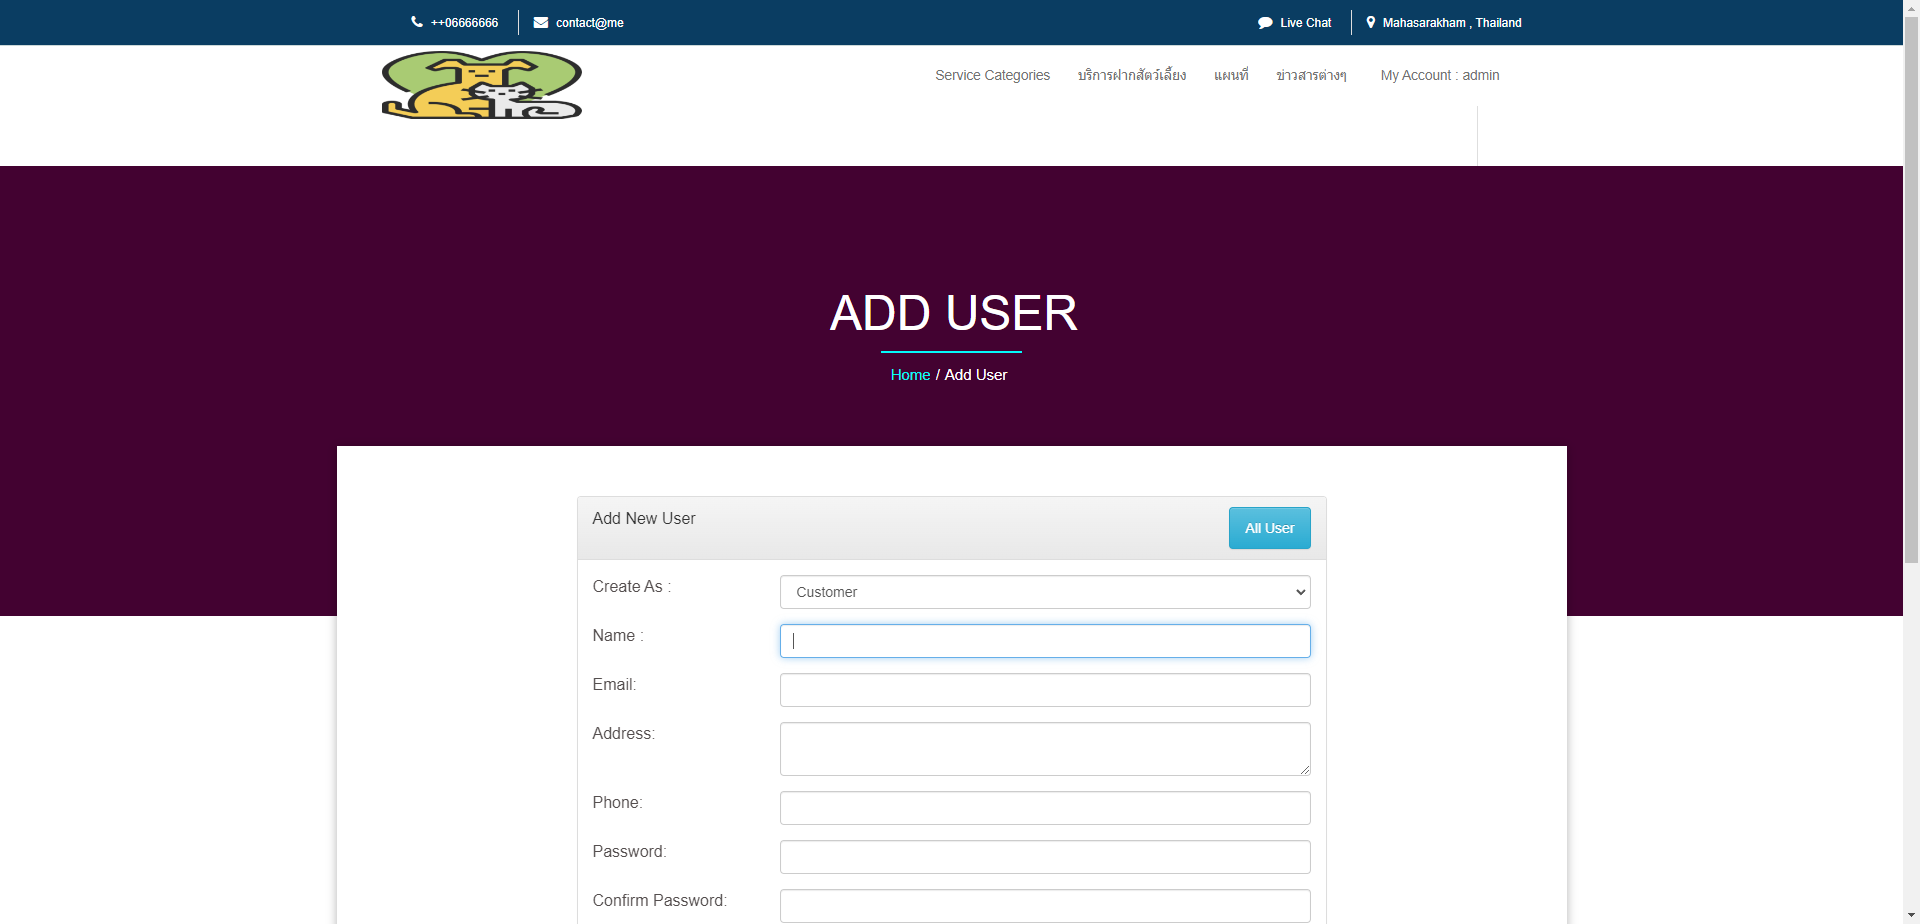 ++06666666
contact@me
Live Chat
Mahasarakham , Thailand
Service Categories
บริการฝากสัตว์เลี้ยง
แผนที่
ข่าวสารต่างๆ
My Account : admin
ADD USER
Home / Add User
Add New User
All User
Create As :
Customer
Name :
Email:
Address:
Phone:
Password:
Confirm Password: